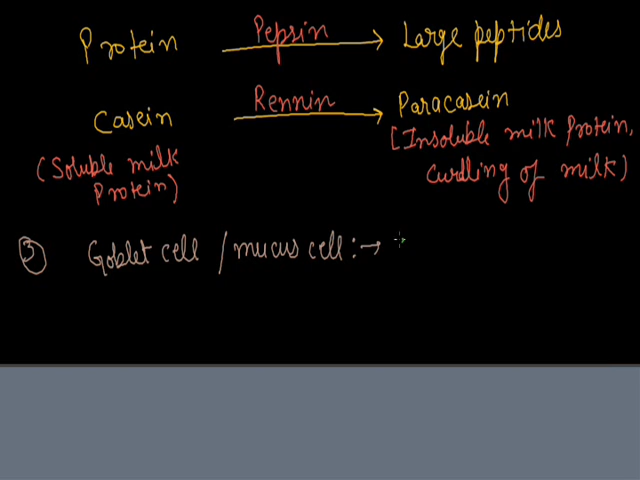 Protein Pepsin → Large peptides
Casein Rennin → Paracasein
(Soluble milk protein) [Insoluble milk protein,
curdling of milk)
③ Goblet cell / mucus cell :→